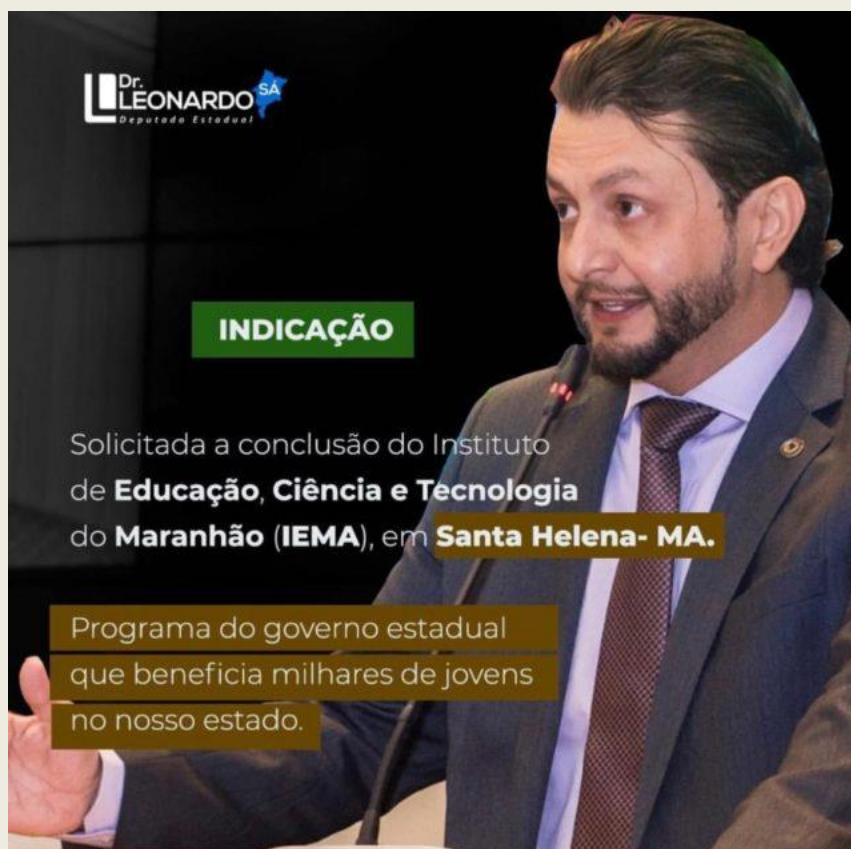 Dr.
LEONARDO SÁ
Deputado Estadual
INDICAÇÃO
Solicitada a conclusão do Instituto
de Educação, Ciência e Tecnologia
do Maranhão (IEMA), em Santa Helena- MA.
Programa do governo estadual
que beneficia milhares de jovens
no nosso estado.